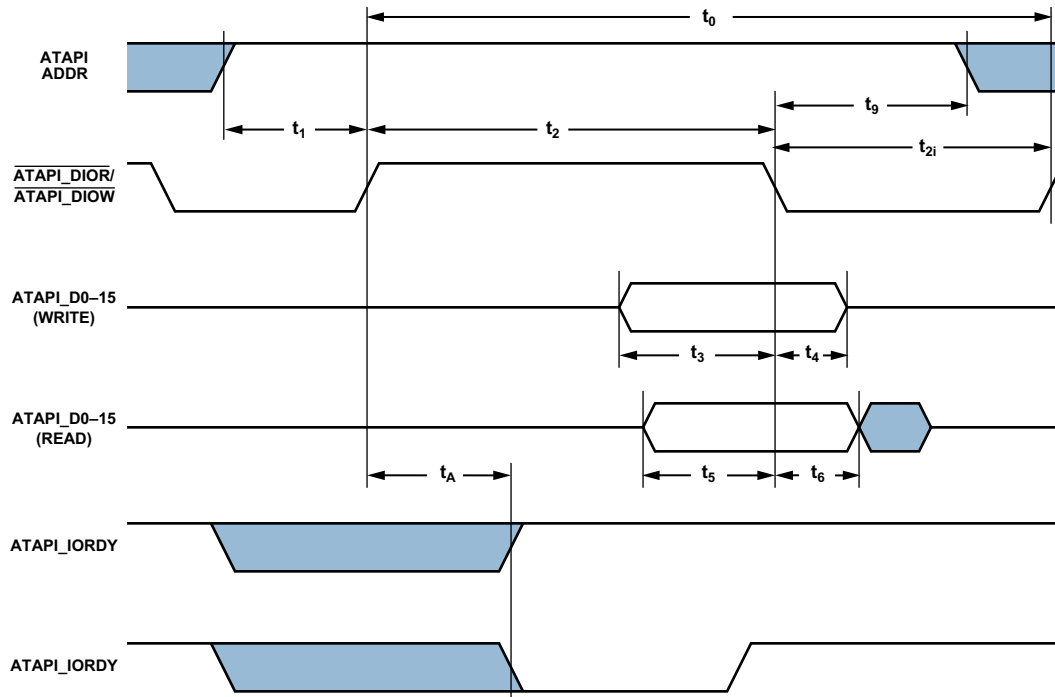 t0
ATAPI
ADDR
t9
t1
t2
t2i
ATAPI_DIOR/
ATAPI_DIOW
ATAPI_D0–15
(WRITE)
t3
t4
ATAPI_D0–15
(READ)
tA
t5
t6
ATAPI_IORDY
ATAPI_IORDY